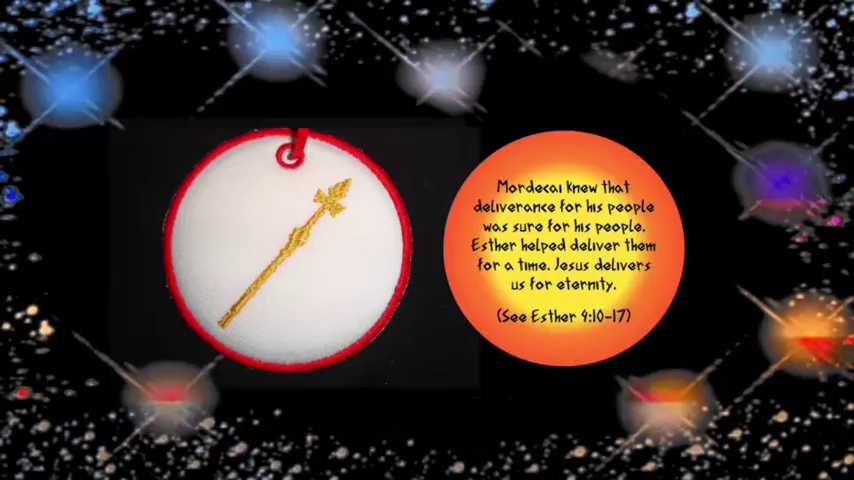 Mordecai knew that
deliverance for his people
was sure for his people.
Esther helped deliver them
for a time. Jesus delivers
us for eternity.
(See Esther 4:10-17)